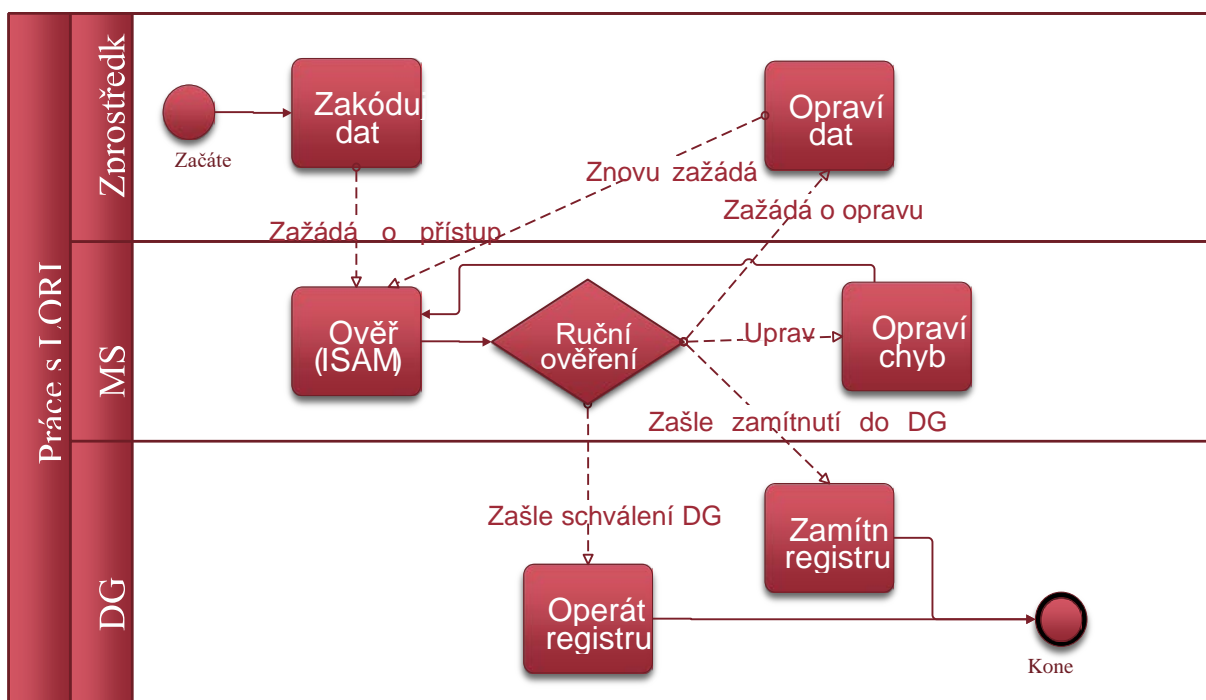 Práce s LORI
Zprostředk
MS
DG
Začáte
Zakóduj
dat
Opraví
dat
Znovu zažádá
Zažádá o opravu
Zažádá o přístup
Ověř
(ISAM)
Ruční
ověření
Uprav
Opraví
chyb
Zašle zamítnutí do DG
Zašle schválení DG
Zamítn
registru
Operát
registru
Kone